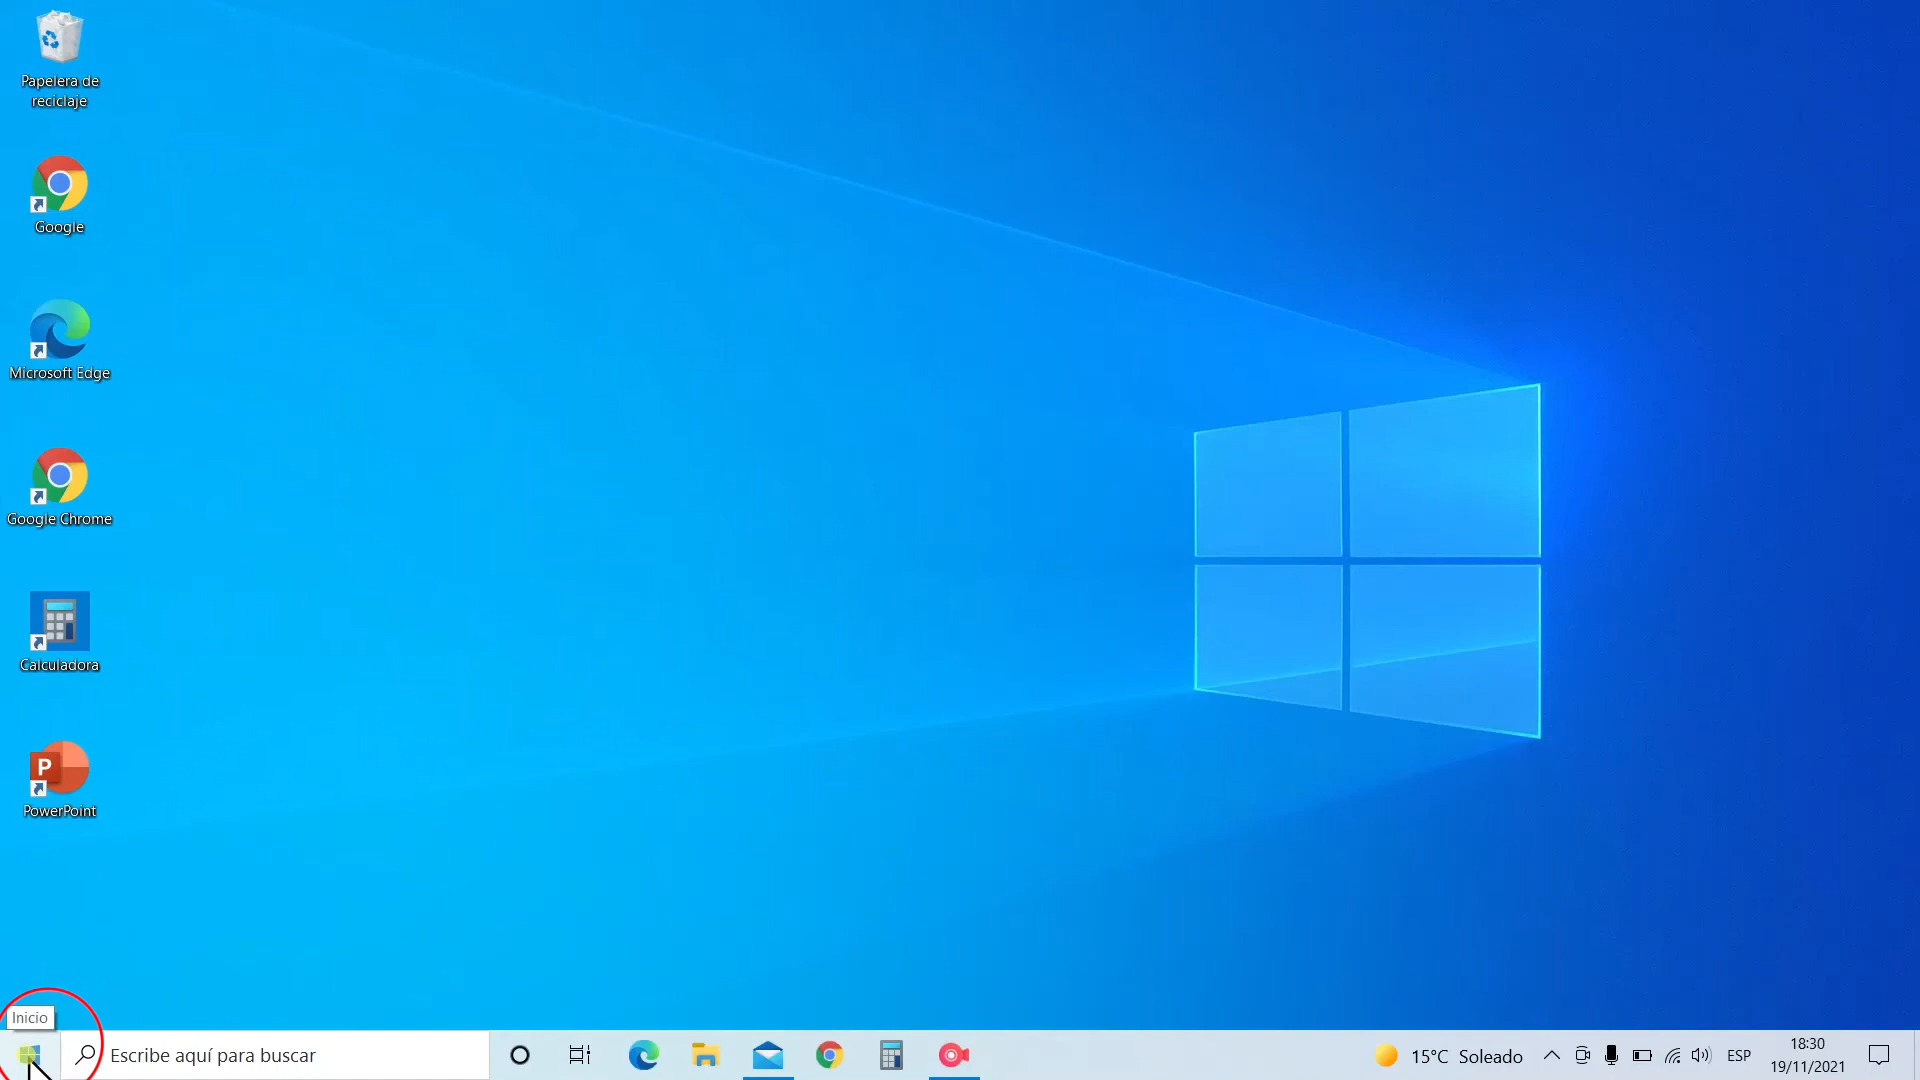 Papelera de
reciclaje
Google
Microsoft Edge
Google Chrome
Calculadora
P
PowerPoint
Inicio
Escribe aquí para buscar
15°C Soleado
ESP
18:30
19/11/2021